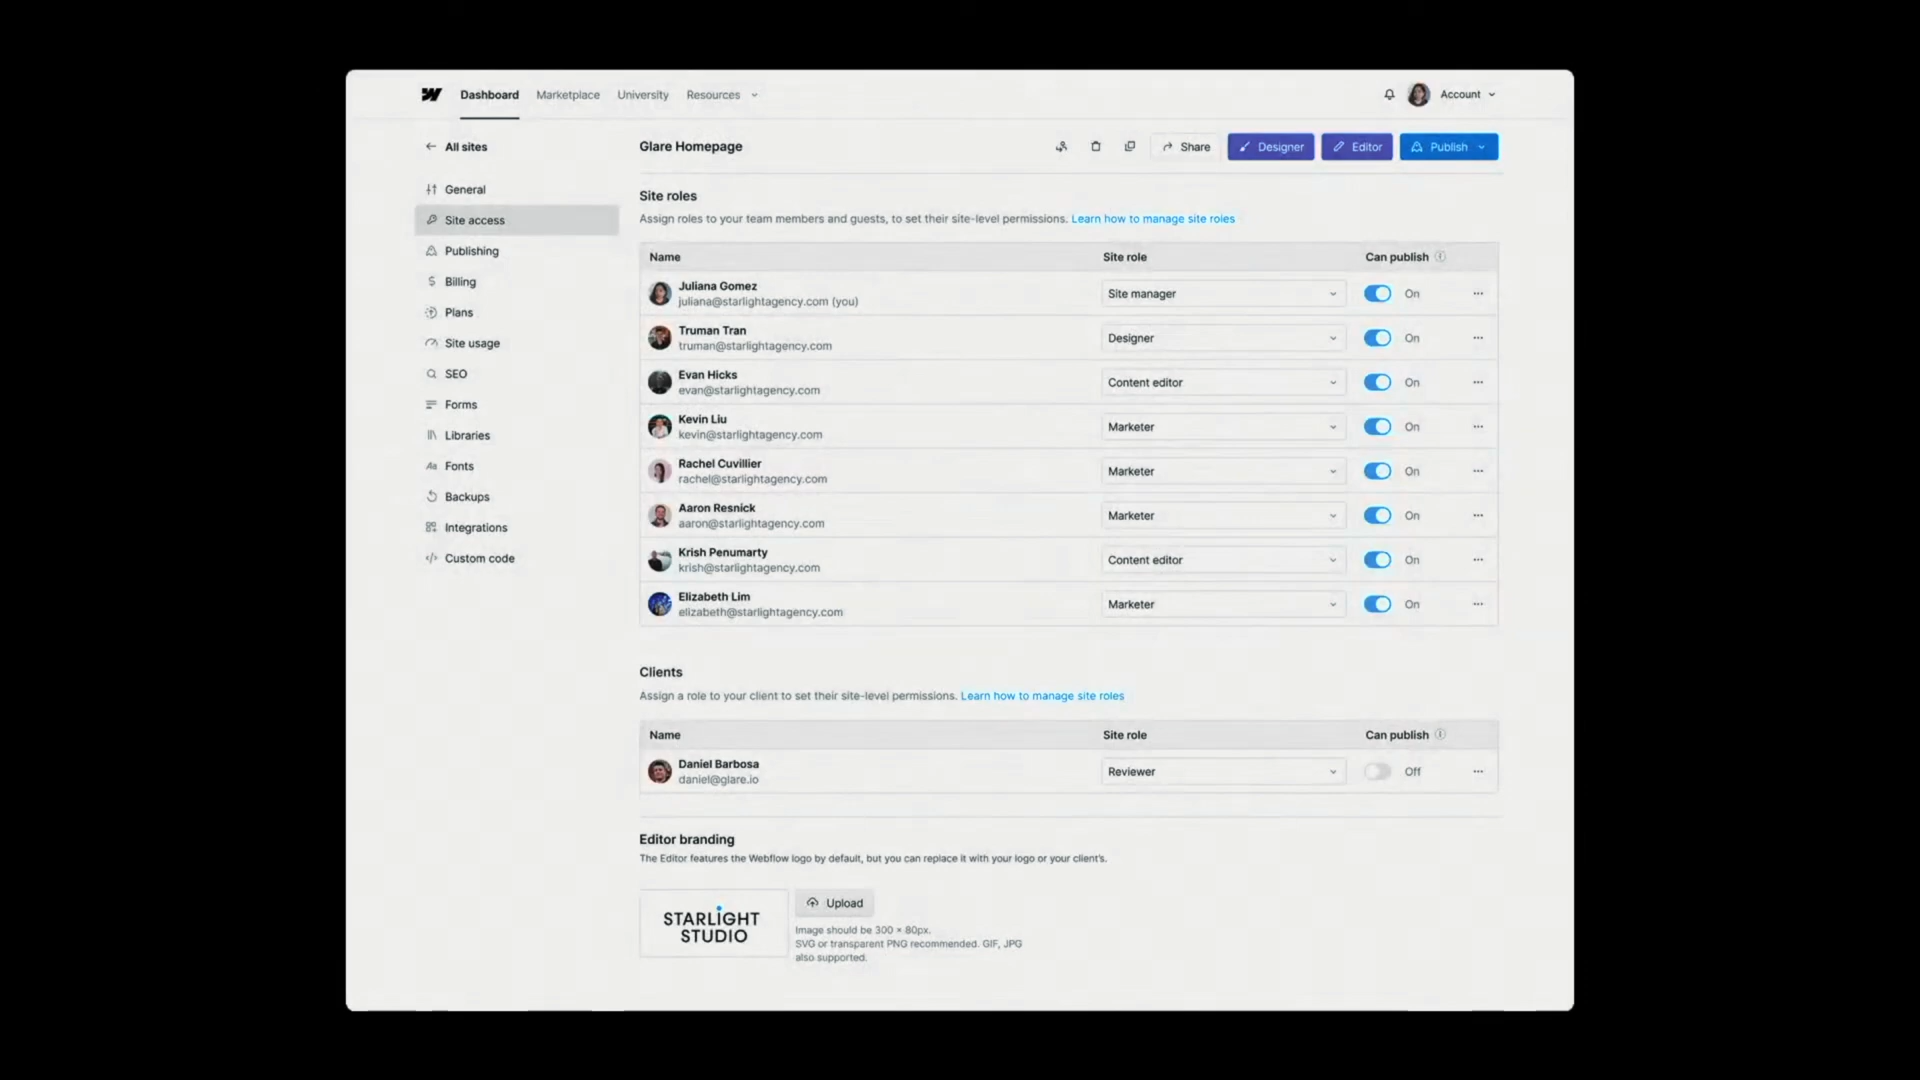 Dashboard Marketplace University Resources Account
All sites
Glare Homepage Share Designer Editor Publish
General
Site access
Publishing
Billing
Plans
Site usage
SEO
Forms
Libraries
Aa Fonts
Backups
Integrations
Custom code
Site roles
Assign roles to your team members and guests, to set their site-level permissions. Learn how to manage site roles
Name Site role Can publish
Juliana Gomez
juliana@starlightagency.com (you)
Site manager On
Truman Tran
truman@starlightagency.com
Designer On
Evan Hicks
evan@starlightagency.com
Content editor On
Kevin Liu
kevin@starlightagency.com
Marketer On
Rachel Cuvillier
rachel@starlightagency.com
Marketer On
Aaron Resnick
aaron@starlightagency.com
Marketer On
Krish Penumarty
krish@starlightagency.com
Content editor On
Elizabeth Lim
elizabeth@starlightagency.com
Marketer On
Clients
Assign a role to your client to set their site-level permissions. Learn how to manage site roles
Name Site role Can publish
Daniel Barbosa
daniel@glare.io
Reviewer Off
Editor branding
The Editor features the Webflow logo by default, but you can replace it with your logo or your client's.
STARLIGHT
STUDIO
Upload
Image should be 300 × 80px.
SVG or transparent PNG recommended. GIF, JPG
also supported.